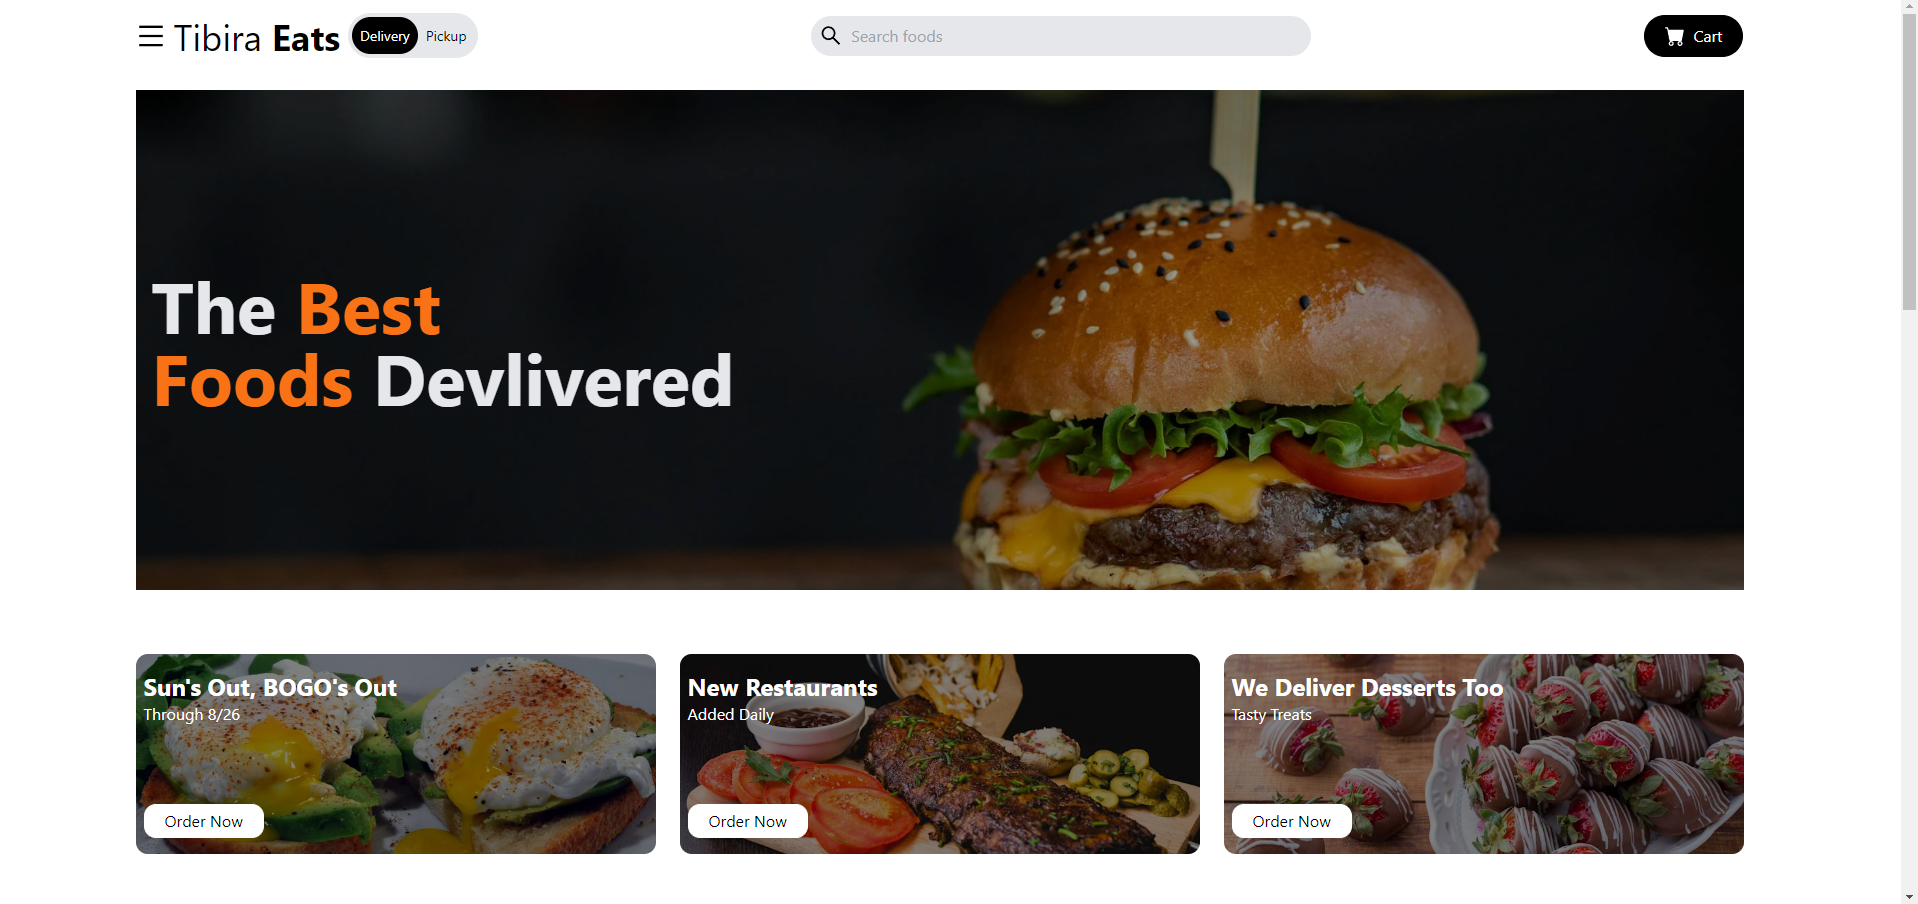 Tibira Eats
Delivery Pickup
Search foods
Cart
The Best
Foods Devlivered
Sun's Out, BOGO's Out
Through 8/26
Order Now
New Restaurants
Added Daily
Order Now
We Deliver Desserts Too
Tasty Treats
Order Now